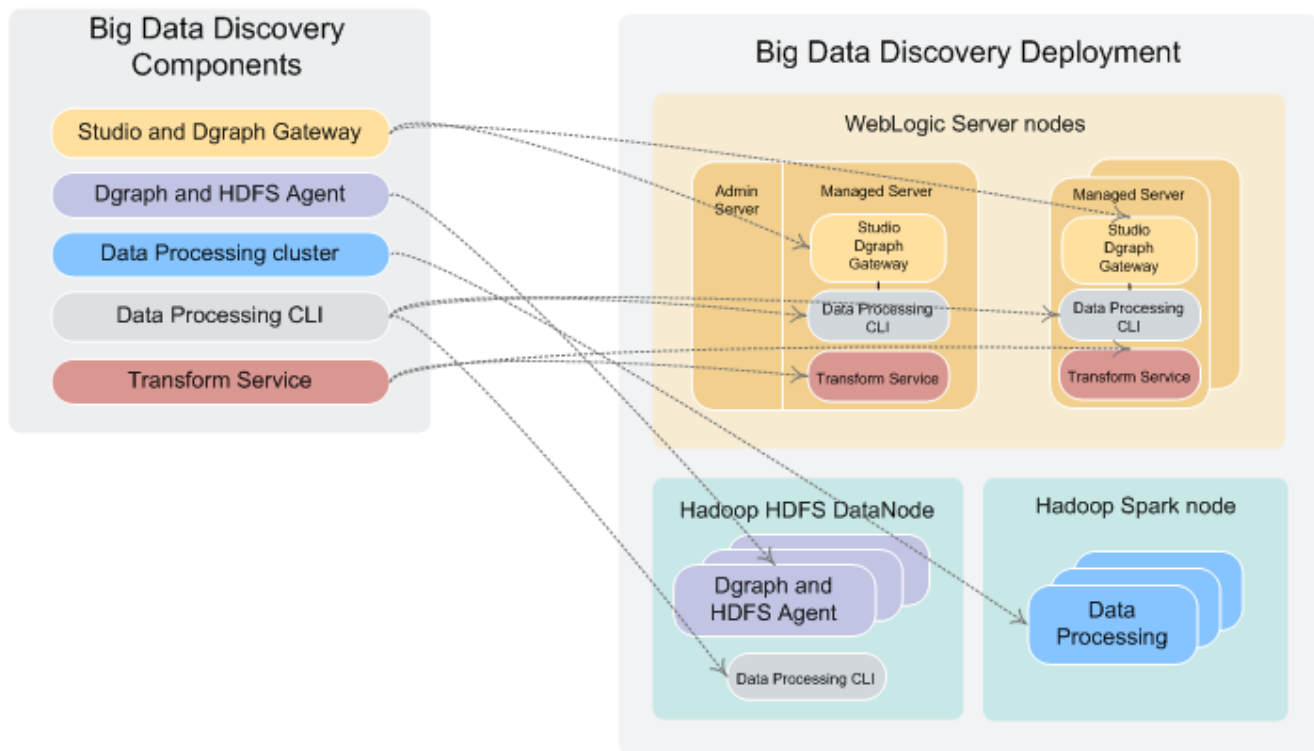 Big Data Discovery
Components
Studio and Dgraph Gateway
Dgraph and HDFS Agent
Data Processing cluster
Data Processing CLI
Transform Service
Big Data Discovery Deployment
WebLogic Server nodes
Admin
Server
Managed Server
Studio
Dgraph
Gateway
Data Processing
CLI
Transform Service
Managed Server
Studio
Dgraph
Gateway
Data Processing
CLI
Transform Service
Hadoop HDFS DataNode
Dgraph and
HDFS Agent
Data Processing CLI
Hadoop Spark node
Data
Processing